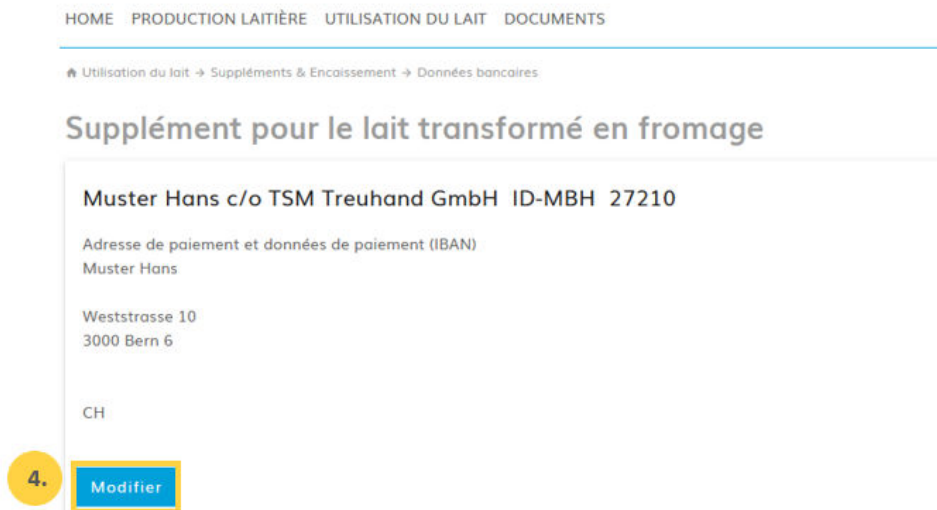 HOME PRODUCTION LAITIÈRE UTILISATION DU LAIT DOCUMENTS
Utilisation du lait → Suppléments & Encaissement → Données bancaires
Supplément pour le lait transformé en fromage
Muster Hans c/o TSM Treuhand GmbH ID-MBH 27210
Adresse de paiement et données de paiement (IBAN)
Muster Hans
Weststrasse 10
3000 Bern 6
CH
4. Modifier